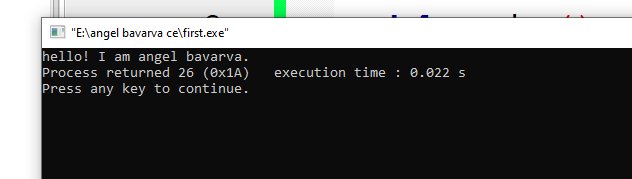 "E:\angel bavarva ce\first.exe"
hello! I am angel bavarva.
Process returned 26 (0x1A)   execution time : 0.022 s
Press any key to continue.